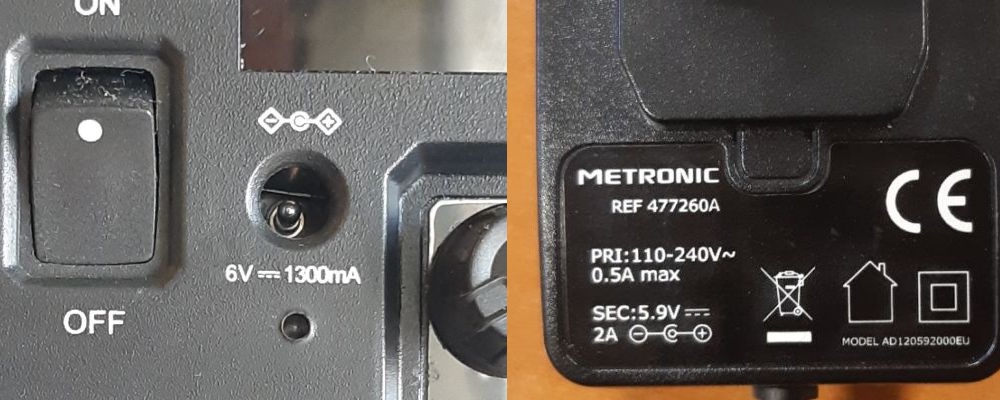 ON
6V ⎓ 1300mA
OFF
METRONIC
REF 477260A
PRI:110-240V~
0.5A max
SEC:5.9V⎓
2A
CE
MODEL AD120592000EU